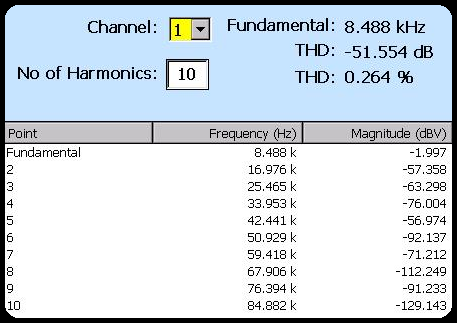 Channel: 1 Fundamental: 8.488 kHz
THD: -51.554 dB
No of Harmonics: 10 THD: 0.264 %
Point Frequency (Hz) Magnitude (dBV)
Fundamental 8.488 k -1.997
2 16.976 k -57.358
3 25.465 k -63.298
4 33.953 k -76.004
5 42.441 k -56.974
6 50.929 k -92.137
7 59.418 k -71.212
8 67.906 k -112.249
9 76.394 k -91.233
10 84.882 k -129.143